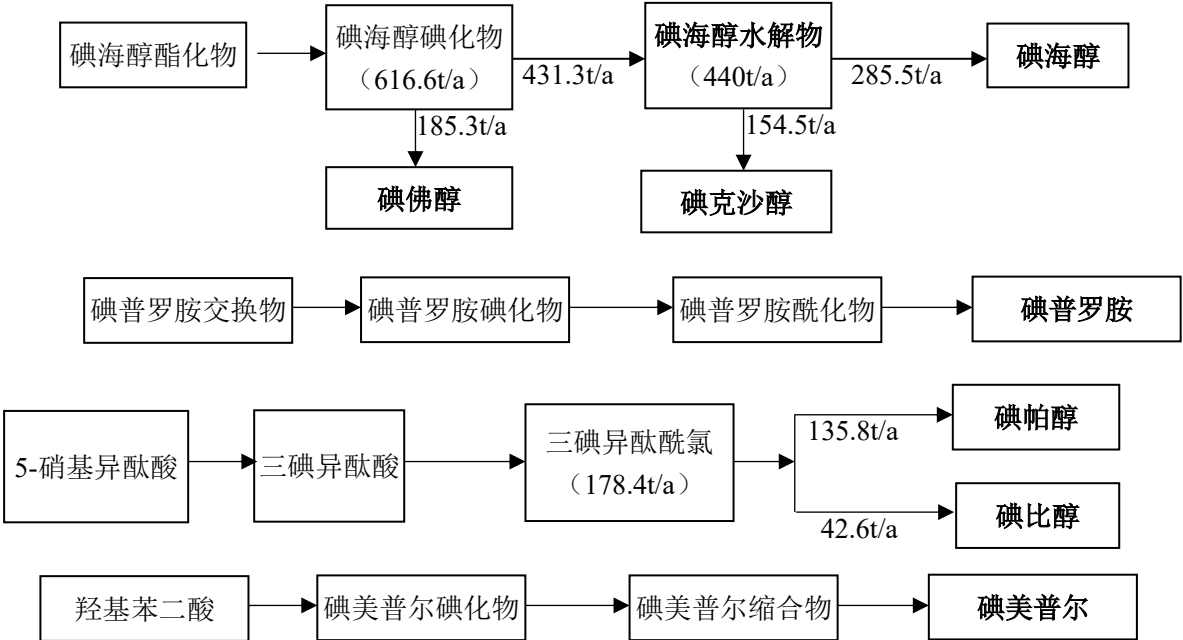 碘海醇酯化物
碘海醇碘化物
（616.6t/a）
431.3t/a
碘海醇水解物
（440t/a）
285.5t/a
碘海醇
185.3t/a
154.5t/a
碘佛醇
碘克沙醇
碘普罗胺交换物
碘普罗胺碘化物
碘普罗胺酰化物
碘普罗胺
5-硝基异酞酸
三碘异酞酸
三碘异酞酰氯
（178.4t/a）
135.8t/a
碘帕醇
42.6t/a
碘比醇
羟基苯二酸
碘美普尔碘化物
碘美普尔缩合物
碘美普尔